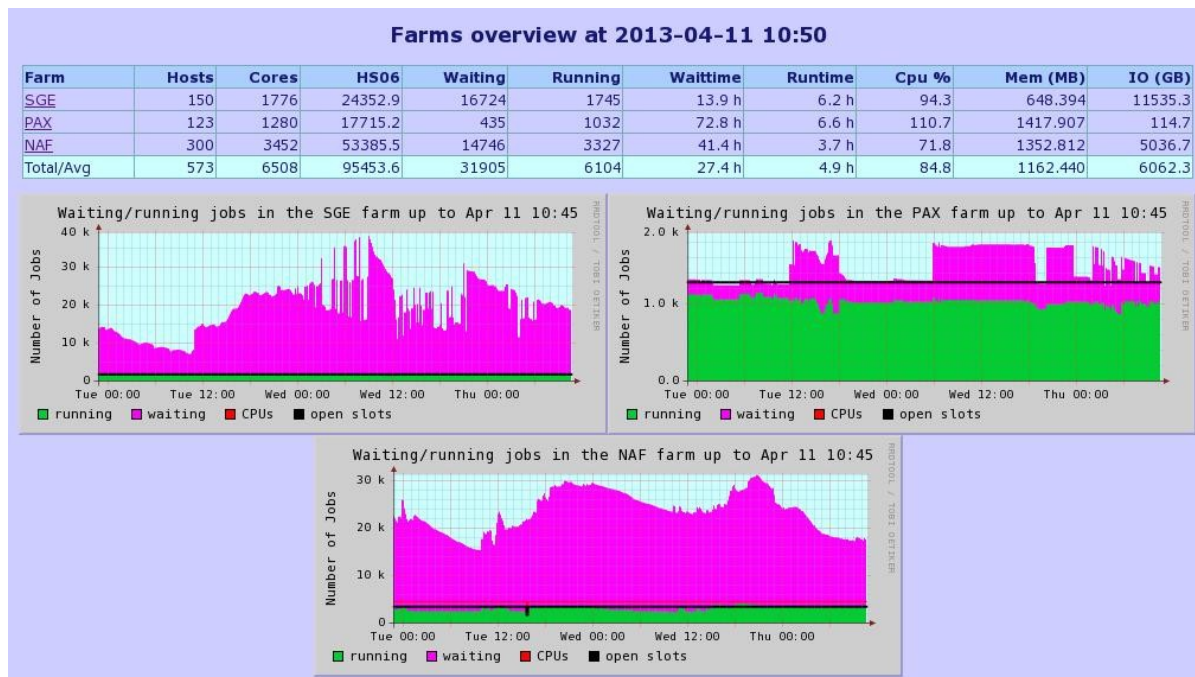 Farms overview at 2013-04-11 10:50
Farm Hosts Cores HS06 Waiting Running Waittime Runtime Cpu % Mem (MB) IO (GB)
SGE 150 1776 24352.9 16724 1745 13.9 h 6.2 h 94.3 648.394 11535.3
PAX 123 1280 17715.2 435 1032 72.8 h 6.6 h 110.7 1417.907 114.7
NAF 300 3452 53385.5 14746 3327 41.4 h 3.7 h 71.8 1352.812 5036.7
Total/Avg 573 6508 95453.6 31905 6104 27.4 h 4.9 h 84.8 1162.440 6062.3
Waiting/running jobs in the SGE farm up to Apr 11 10:45
RRDTOOL / TOBI OETIKER
Number of Jobs
40 k
30 k
20 k
10 k
0
Tue 00:00 Tue 12:00 Wed 00:00 Wed 12:00 Thu 00:00
running waiting CPUs open slots
Waiting/running jobs in the PAX farm up to Apr 11 10:45
RRDTOOL / TOBI OETIKER
Number of Jobs
2.0 k
1.0 k
0.0
Tue 00:00 Tue 12:00 Wed 00:00 Wed 12:00 Thu 00:00
running waiting CPUs open slots
Waiting/running jobs in the NAF farm up to Apr 11 10:45
RRDTOOL / TOBI OETIKER
Number of Jobs
30 k
20 k
10 k
0
Tue 00:00 Tue 12:00 Wed 00:00 Wed 12:00 Thu 00:00
running waiting CPUs open slots